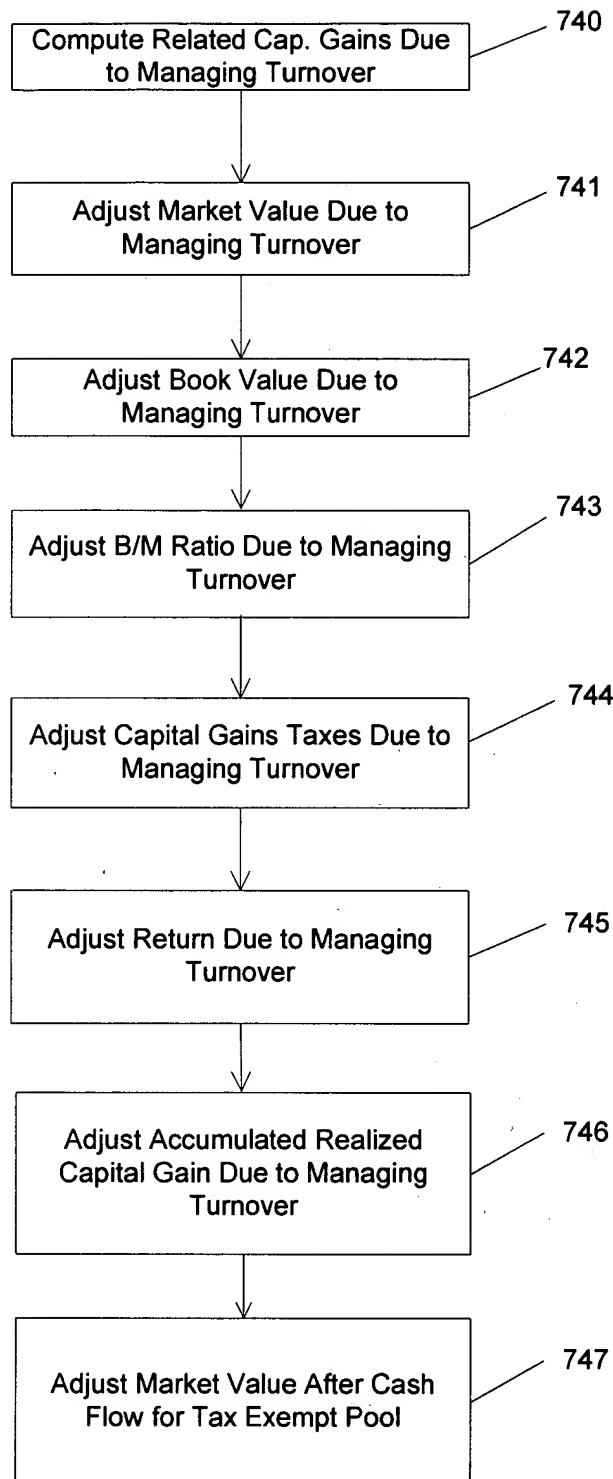 740
Compute Related Cap. Gains Due
to Managing Turnover
741
Adjust Market Value Due to
Managing Turnover
742
Adjust Book Value Due to
Managing Turnover
743
Adjust B/M Ratio Due to Managing
Turnover
744
Adjust Capital Gains Taxes Due to
Managing Turnover
745
Adjust Return Due to Managing
Turnover
746
Adjust Accumulated Realized
Capital Gain Due to Managing
Turnover
747
Adjust Market Value After Cash
Flow for Tax Exempt Pool